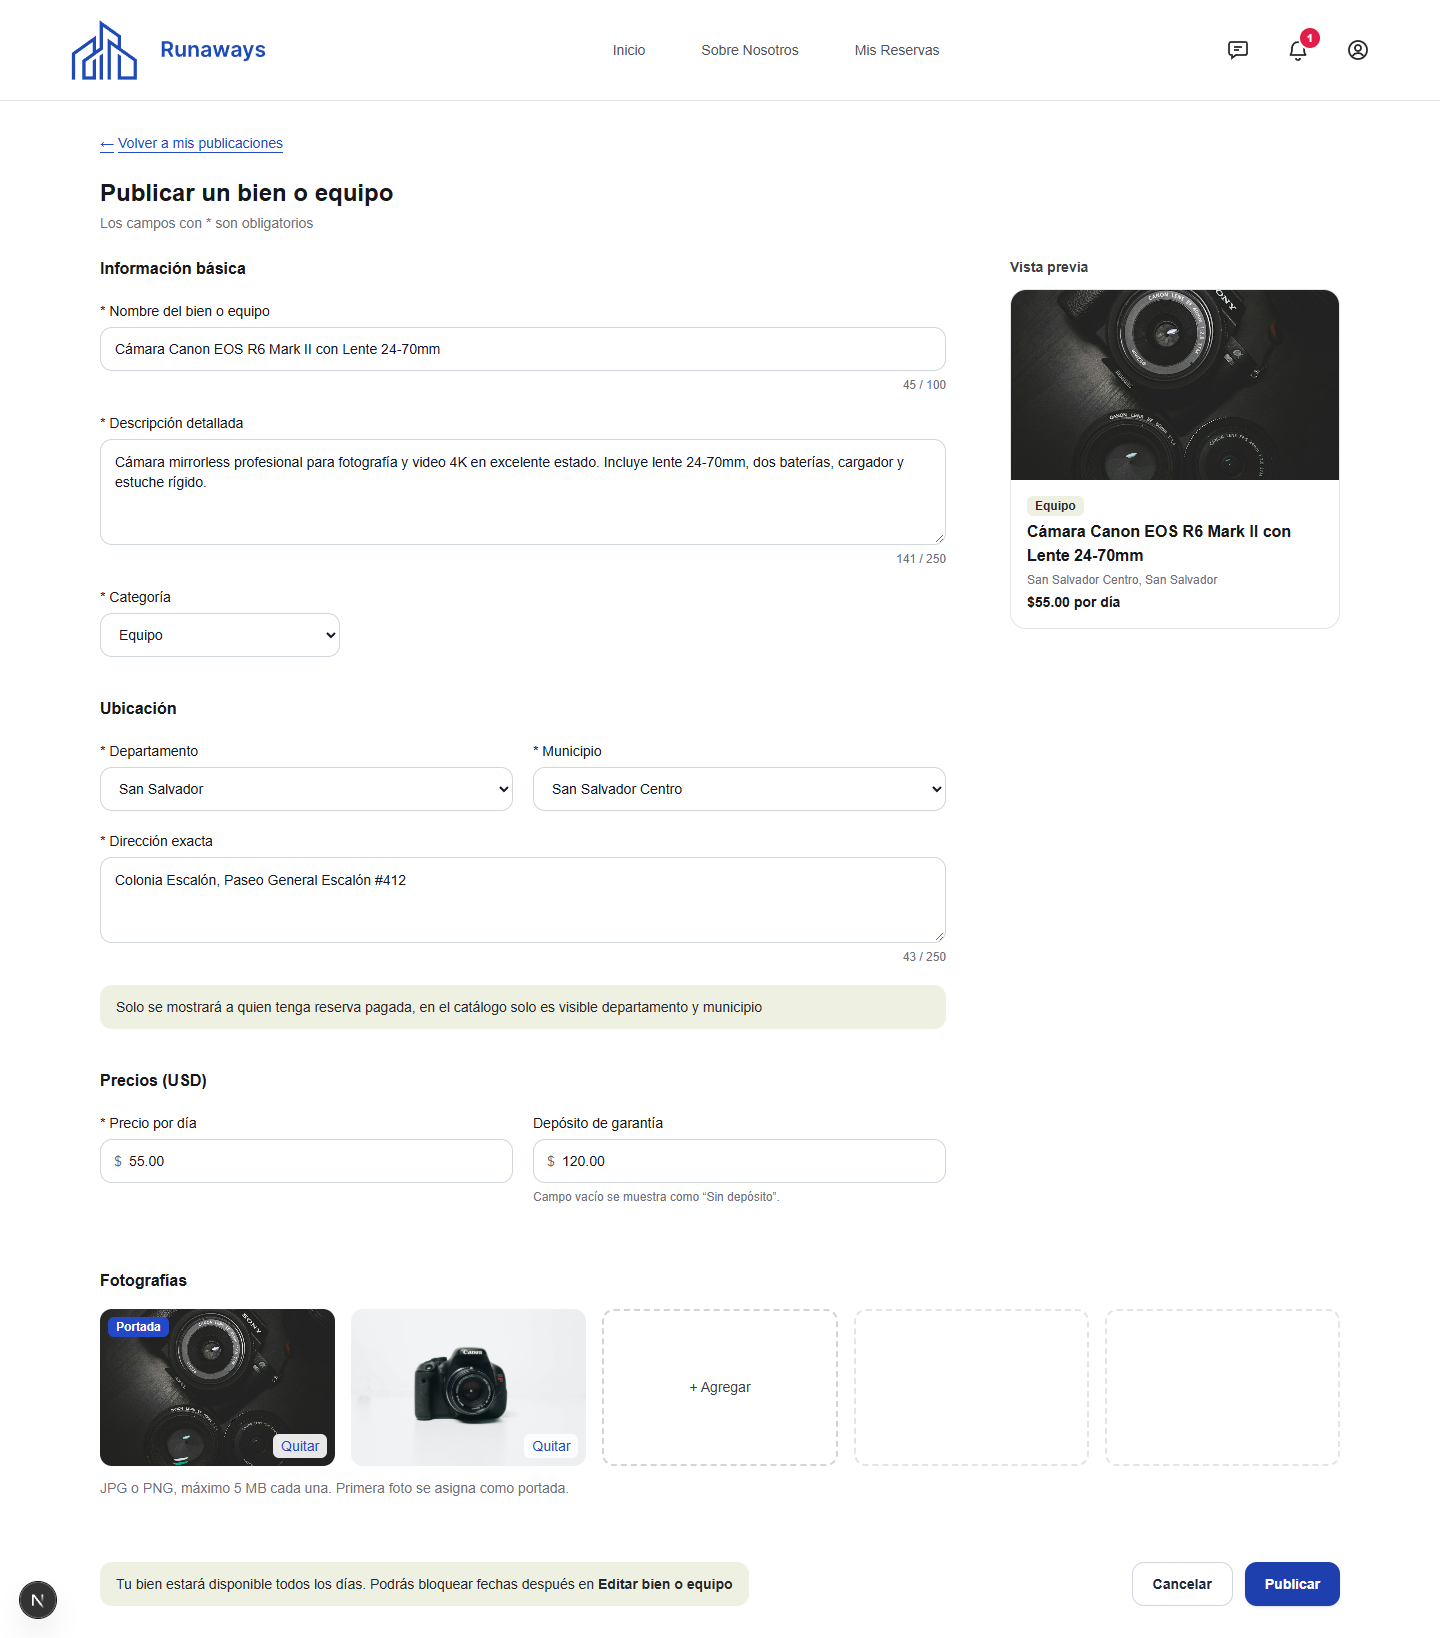 Runaways
Inicio
Sobre Nosotros
Mis Reservas
1
← Volver a mis publicaciones
Publicar un bien o equipo
Los campos con * son obligatorios
Información básica
* Nombre del bien o equipo
Cámara Canon EOS R6 Mark II con Lente 24-70mm
45 / 100
* Descripción detallada
Cámara mirrorless profesional para fotografía y video 4K en excelente estado. Incluye lente 24-70mm, dos baterías, cargador y
estuche rígido.
141 / 250
* Categoría
Equipo
Ubicación
* Departamento
* Municipio
San Salvador
San Salvador Centro
* Dirección exacta
Colonia Escalón, Paseo General Escalón #412
43 / 250
Solo se mostrará a quien tenga reserva pagada, en el catálogo solo es visible departamento y municipio
Precios (USD)
* Precio por día
Depósito de garantía
$ 55.00
$ 120.00
Campo vacío se muestra como “Sin depósito”.
Vista previa
SONY
Equipo
Cámara Canon EOS R6 Mark II con
Lente 24-70mm
San Salvador Centro, San Salvador
$55.00 por día
Fotografías
Portada
SONY
Quitar
Canon
Quitar
+ Agregar
JPG o PNG, máximo 5 MB cada una. Primera foto se asigna como portada.
Tu bien estará disponible todos los días. Podrás bloquear fechas después en Editar bien o equipo
Cancelar
Publicar
N